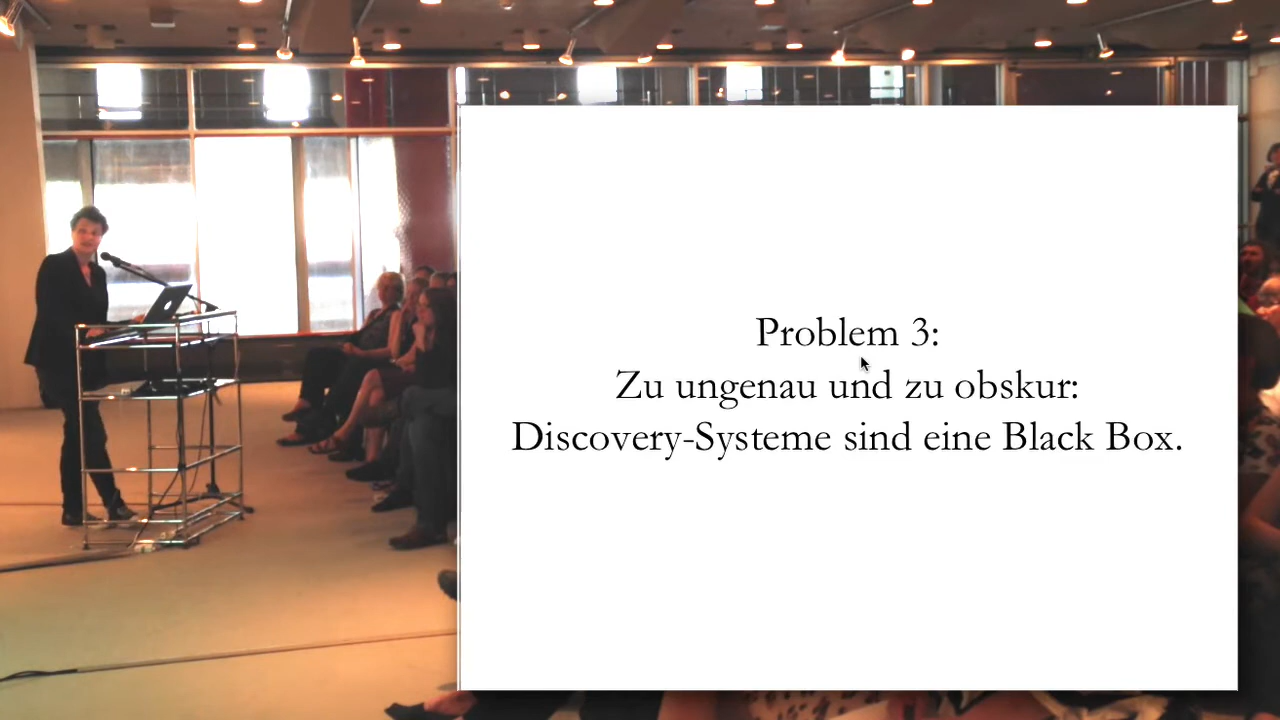 Problem 3:
Zu ungenau und zu obskur:
Discovery-Systeme sind eine Black Box.